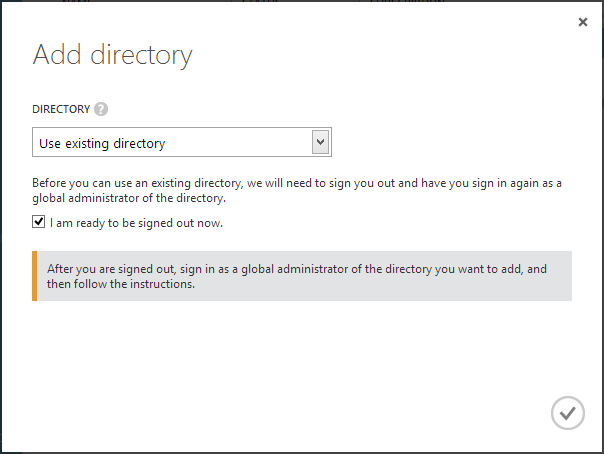 Add directory
DIRECTORY ?
Use existing directory
Before you can use an existing directory, we will need to sign you out and have you sign in again as a
global administrator of the directory.
I am ready to be signed out now.
After you are signed out, sign in as a global administrator of the directory you want to add, and
then follow the instructions.